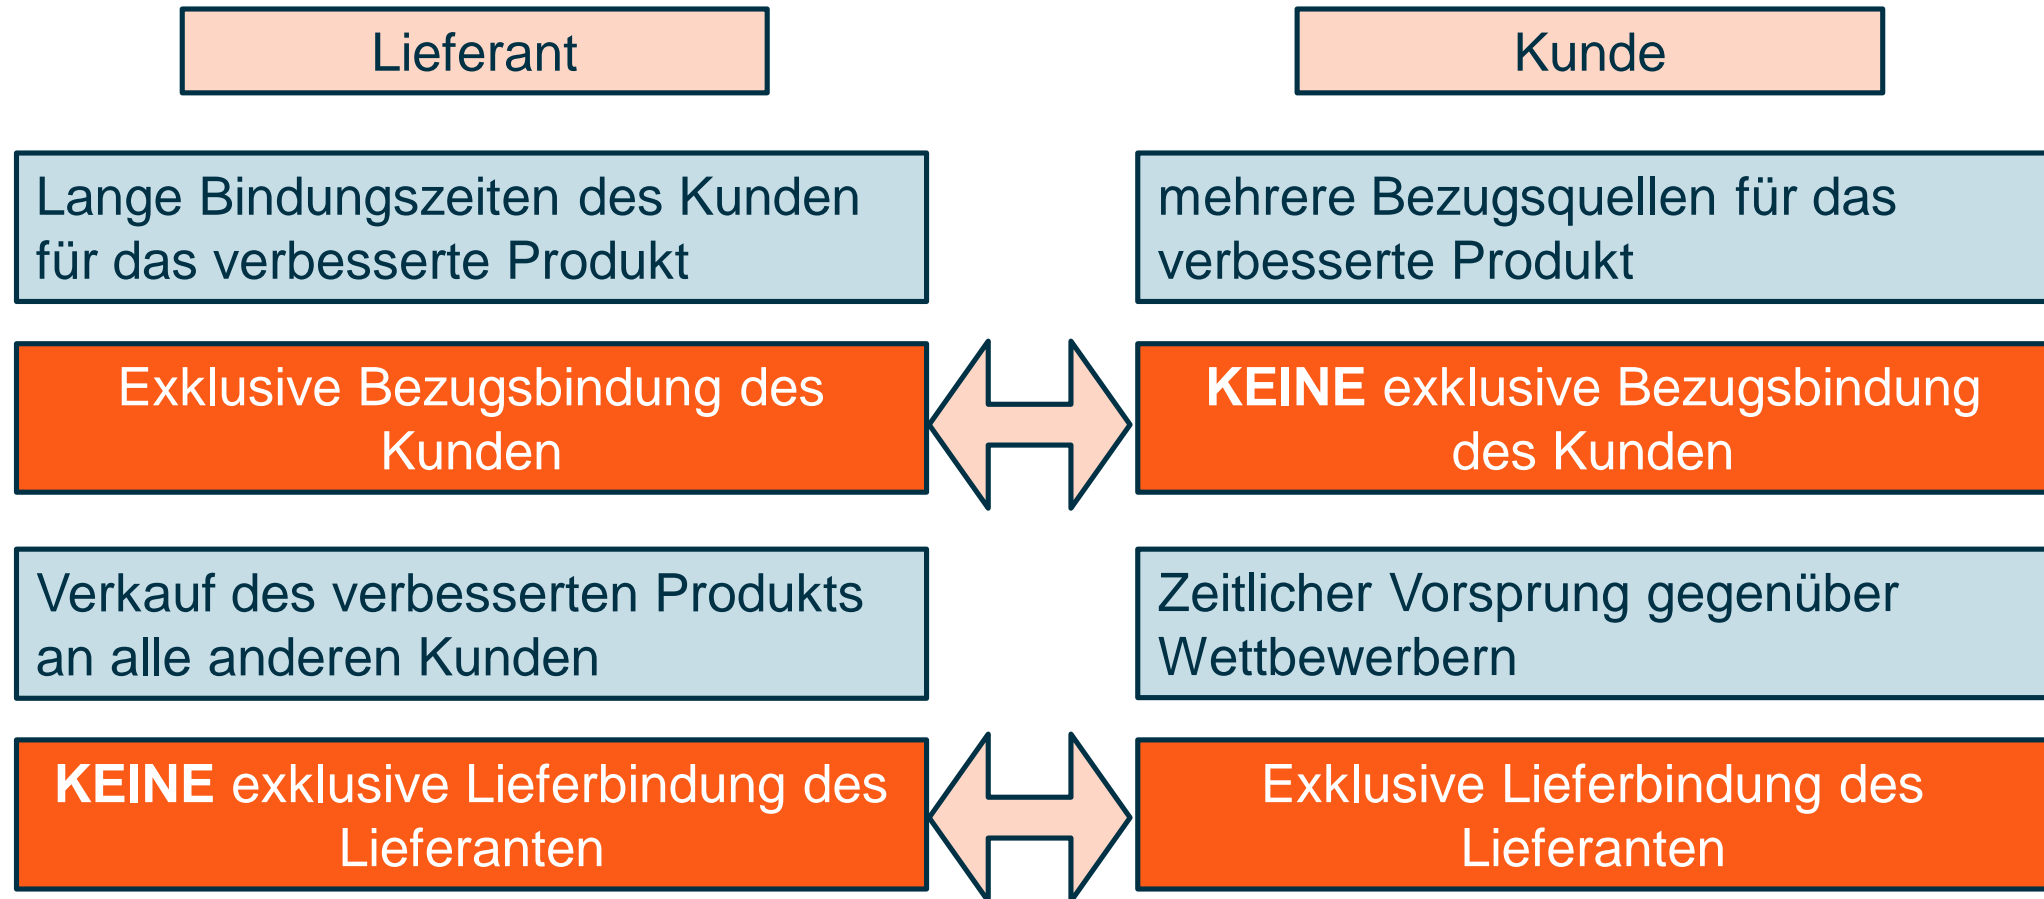 Lieferant
Kunde
Lange Bindungszeiten des Kunden
für das verbesserte Produkt
mehrere Bezugsquellen für das
verbesserte Produkt
Exklusive Bezugsbindung des
Kunden
KEINE exklusive Bezugsbindung
des Kunden
Verkauf des verbesserten Produkts
an alle anderen Kunden
Zeitlicher Vorsprung gegenüber
Wettbewerbern
KEINE exklusive Lieferbindung des
Lieferanten
Exklusive Lieferbindung des
Lieferanten